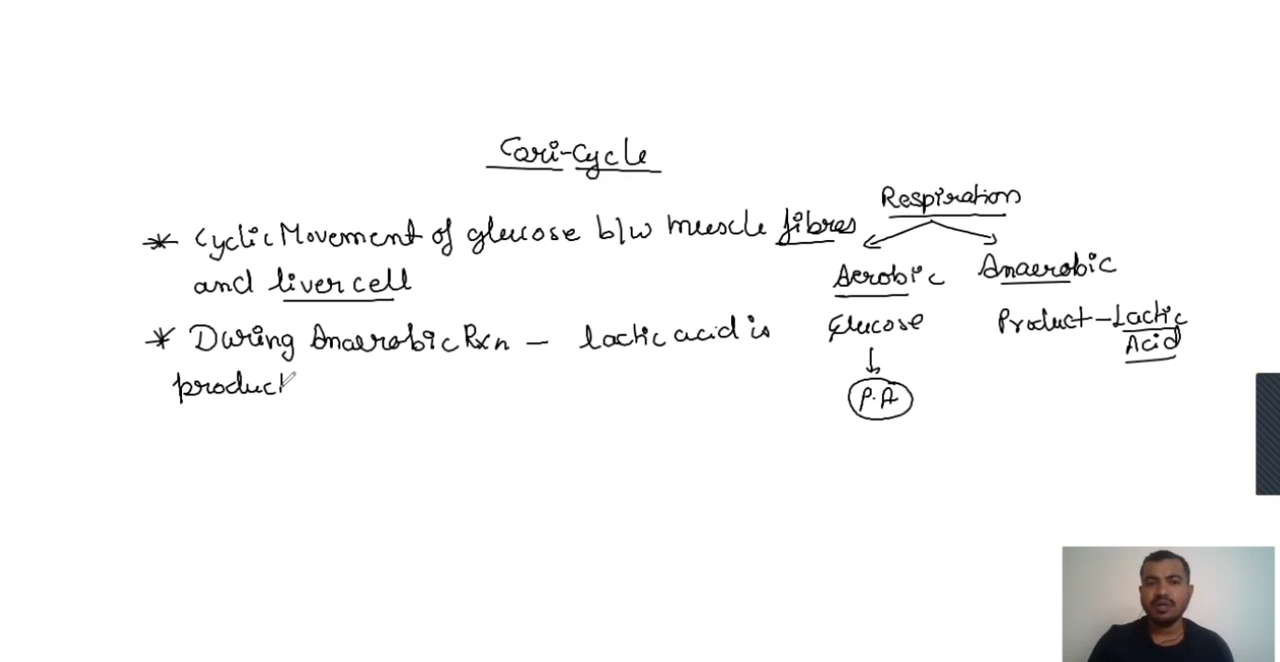 Cori-Cycle
* Cyclic Movement of glucose b/w muscle fibres
and liver cell
* During Anaerobic Rxn – lactic acid is
product
Respiration
Aerobic Anaerobic
Glucose Product – Lactic
Acid
P.A